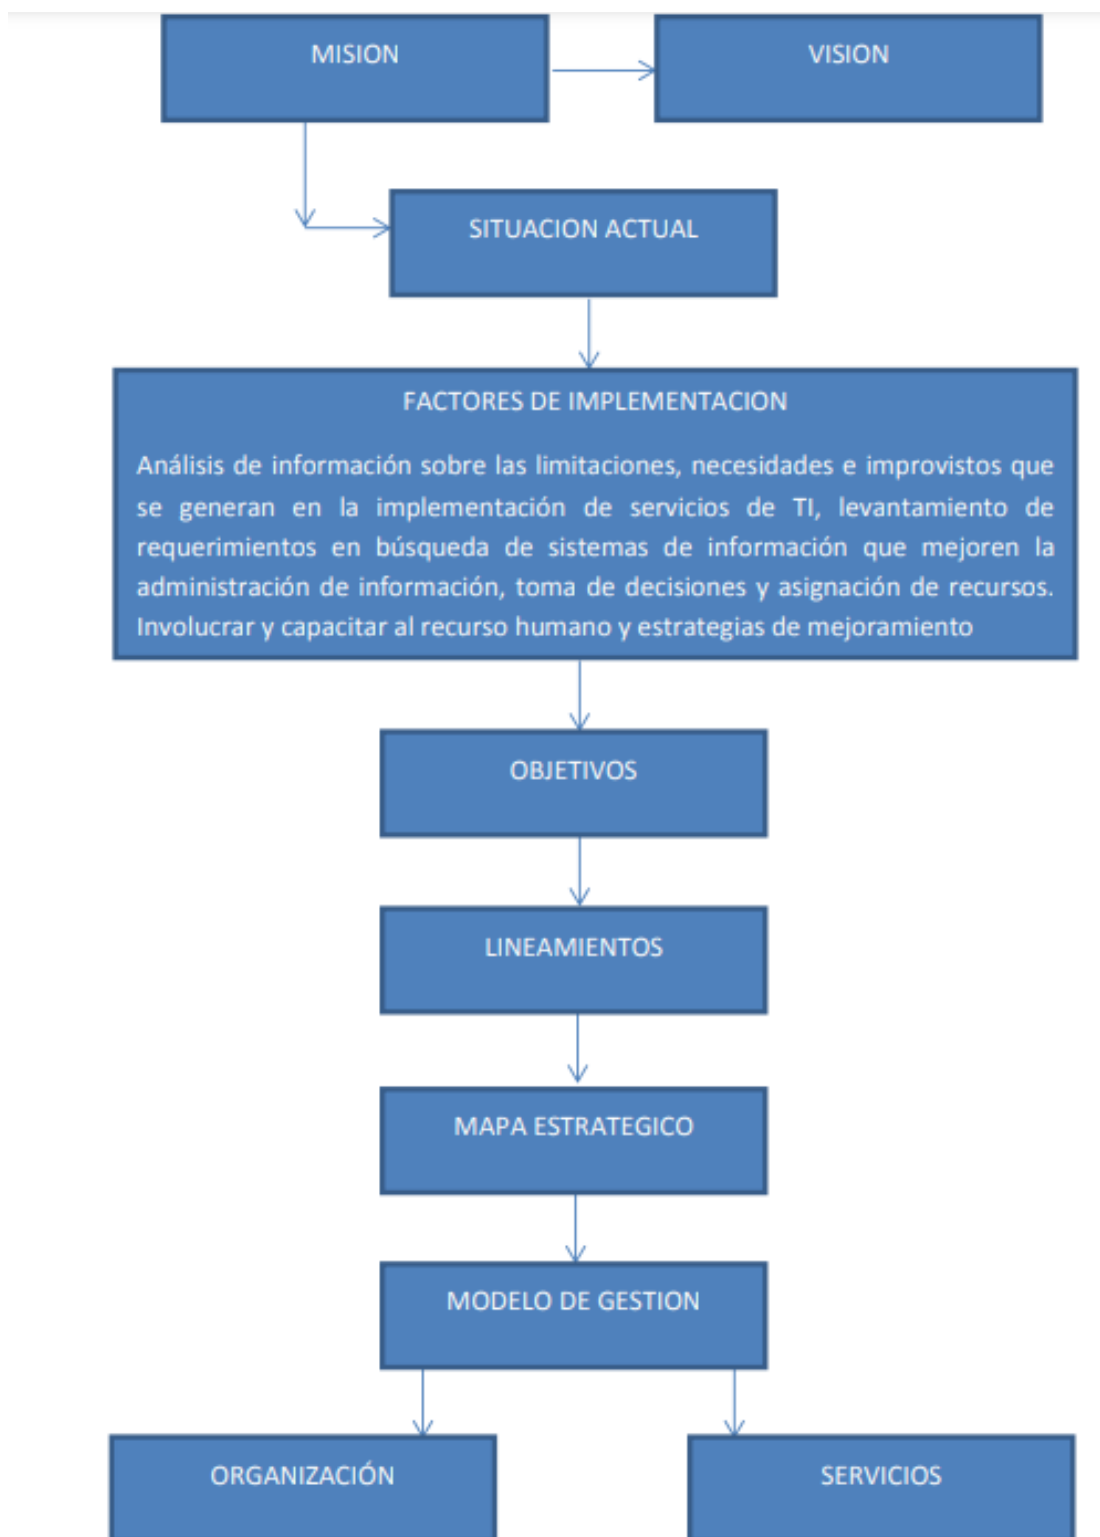 MISION
VISION
SITUACION ACTUAL
FACTORES DE IMPLEMENTACION
Análisis de información sobre las limitaciones, necesidades e improvistos que
se generan en la implementación de servicios de TI, levantamiento de
requerimientos en búsqueda de sistemas de información que mejoren la
administración de información, toma de decisiones y asignación de recursos.
Involucrar y capacitar al recurso humano y estrategias de mejoramiento
OBJETIVOS
LINEAMIENTOS
MAPA ESTRATEGICO
MODELO DE GESTION
ORGANIZACIÓN
SERVICIOS